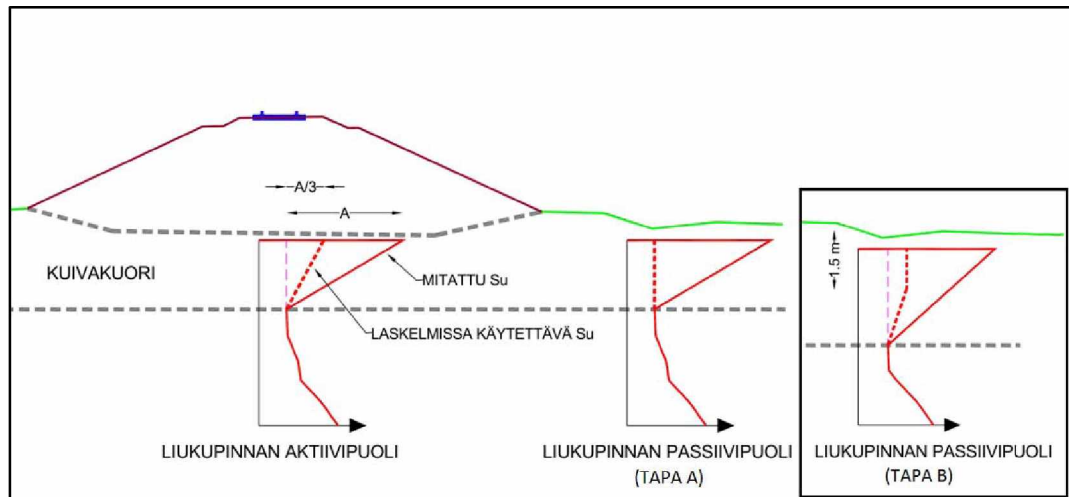 A/3
A
1.5 m
KUIVAKUORI
MITATTU Su
LASKELMISSA KÄYTETTÄVÄ Su
LIUKUPINNAN AKTIIVIPUOLI
LIUKUPINNAN PASSIIVIPUOLI
(TAPA A)
LIUKUPINNAN PASSIIVIPUOLI
(TAPA B)